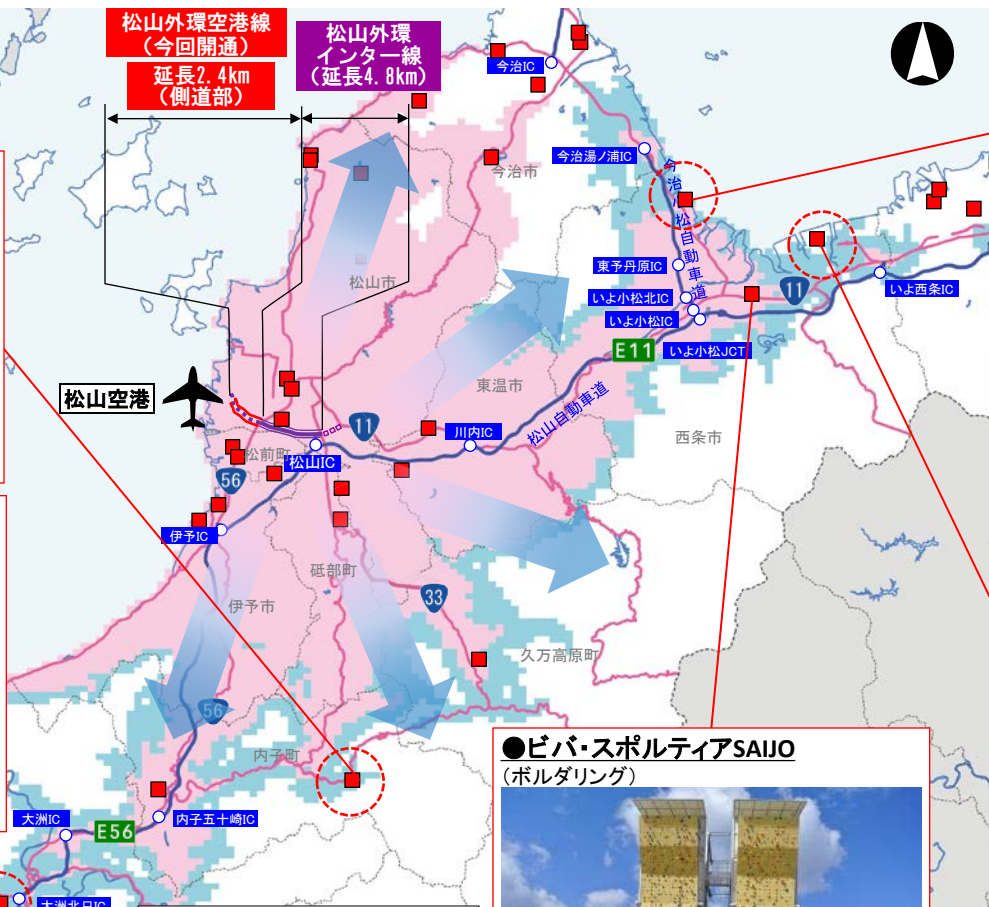 松山外環空港線
（今回開通）
延長2.4km
（側道部）
松山外環
インター線
（延長4.8km）
今治IC
今治湯ノ浦IC
今治市
今治小松自動車道
東予丹原IC
いよ小松北IC
いよ小松IC
いよ小松JCT
いよ西条IC
11
E11
松山市
東温市
西条市
松山空港
11
川内IC
松山自動車道
松前町
松山IC
56
伊予IC
砥部町
伊予市
33
久万高原町
56
内子町
大洲IC
E56
内子五十崎IC
大洲北只IC
●ビバ・スポルティアSAIJO
（ボルダリング）